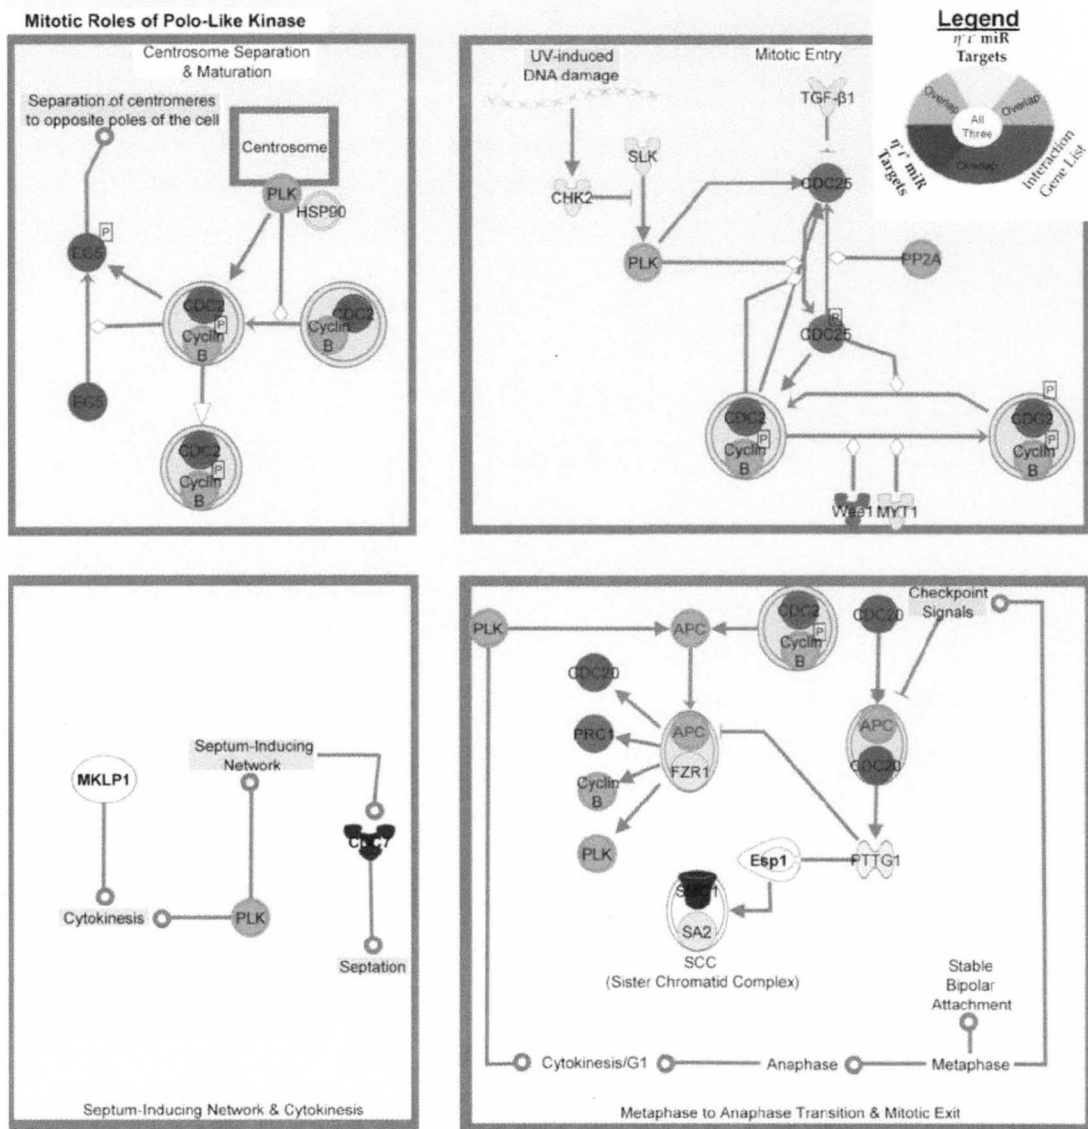 Mitotic Roles of Polo-Like Kinase
Centrosome Separation
& Maturation
Separation of centromeres
to opposite poles of the cell
Centrosome
PLK
HSP90
EG5
P
CDC2
P
Cyclin
B
CDC2
Cyclin
B
EG5
CDC2
P
Cyclin
B
UV-induced
DNA damage
Mitotic Entry
TGF-β1
SLK
CDC25
CHK2
PLK
PP2A
P
CDC25
P
CDC2
P
Cyclin
B
CDC2
P
Cyclin
B
Wee1
MYT1
Legend
η⁻ r⁻ miR
Targets
Overlap
Overlap
All
Three
Overlap
miR
Targets
Interaction
Gene List
MKLP1
Septum-Inducing
Network
CDC7
Cytokinesis
PLK
Septation
Septum-Inducing Network & Cytokinesis
PLK
APC
CDC2
P
Cyclin
B
CDC20
Checkpoint
Signals
CDC20
PRC1
APC
FZR1
Cyclin
B
PLK
APC
CDC20
Esp1
PTTG1
SMC1
SA2
SCC
(Sister Chromatid Complex)
Stable
Bipolar
Attachment
Cytokinesis/G1
Anaphase
Metaphase
Metaphase to Anaphase Transition & Mitotic Exit